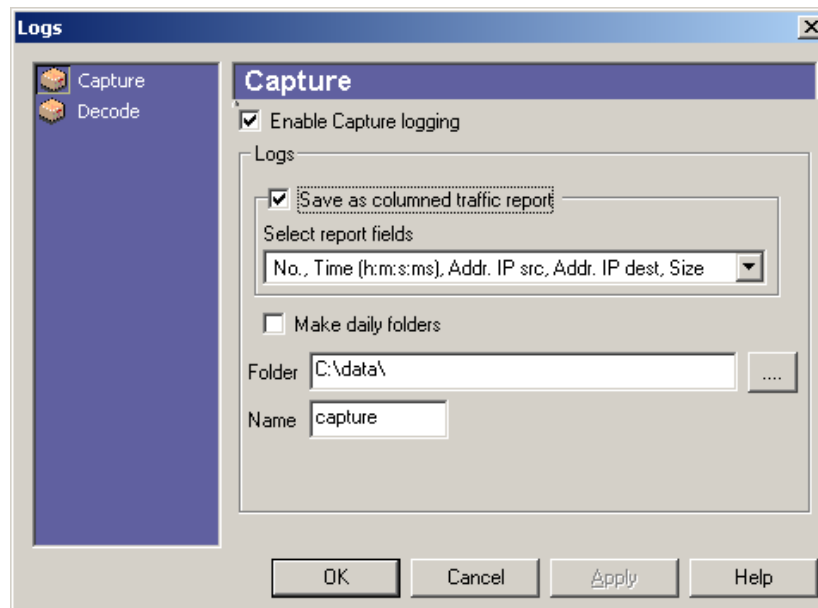 Logs
Capture
Decode
Capture
Enable Capture logging
Logs
Save as columned traffic report
Select report fields
No., Time (h:m:s:ms), Addr. IP src, Addr. IP dest, Size
Make daily folders
Folder C:\data\ ....
Name capture
OK Cancel Apply Help